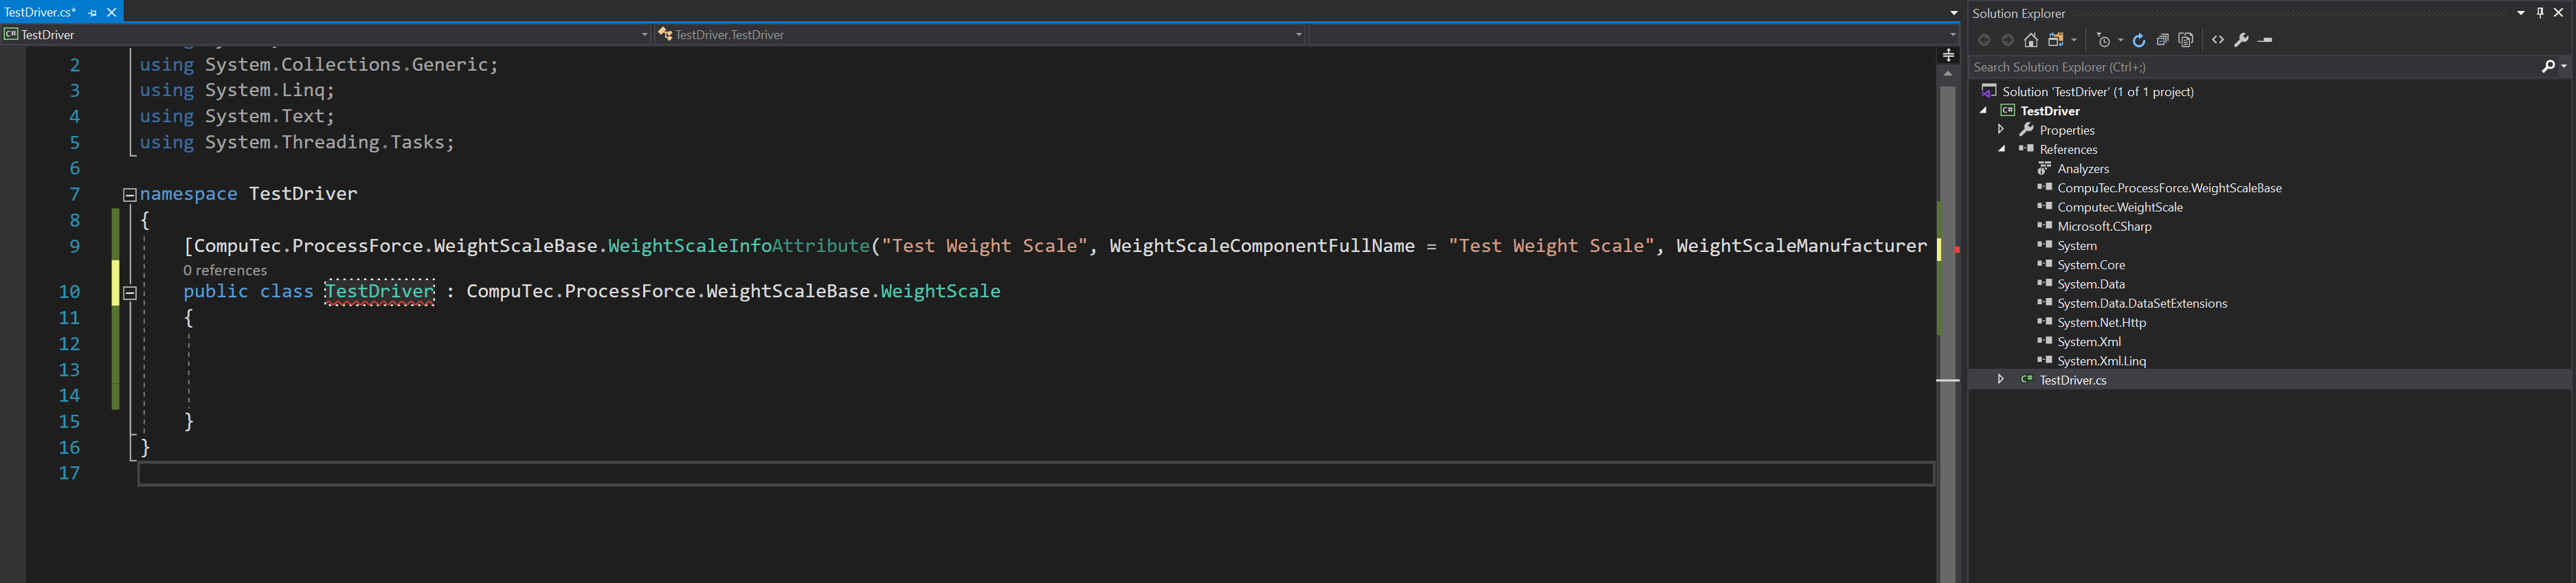 TestDriver.cs*
TestDriver
TestDriver.TestDriver
2 using System.Collections.Generic;
3 using System.Linq;
4 using System.Text;
5 using System.Threading.Tasks;
6
7 namespace TestDriver
8 {
9 [CompuTec.ProcessForce.WeightScaleBase.WeightScaleInfoAttribute("Test Weight Scale", WeightScaleComponentFullName = "Test Weight Scale", WeightScaleManufacturer
0 references
10 public class TestDriver : CompuTec.ProcessForce.WeightScaleBase.WeightScale
11 {
12
13
14
15 }
16 }
17
Solution Explorer
Search Solution Explorer (Ctrl+;)
Solution 'TestDriver' (1 of 1 project)
C# TestDriver
Properties
References
Analyzers
CompuTec.ProcessForce.WeightScaleBase
Computec.WeightScale
Microsoft.CSharp
System
System.Core
System.Data
System.Data.DataSetExtensions
System.Net.Http
System.Xml
System.Xml.Linq
C# TestDriver.cs